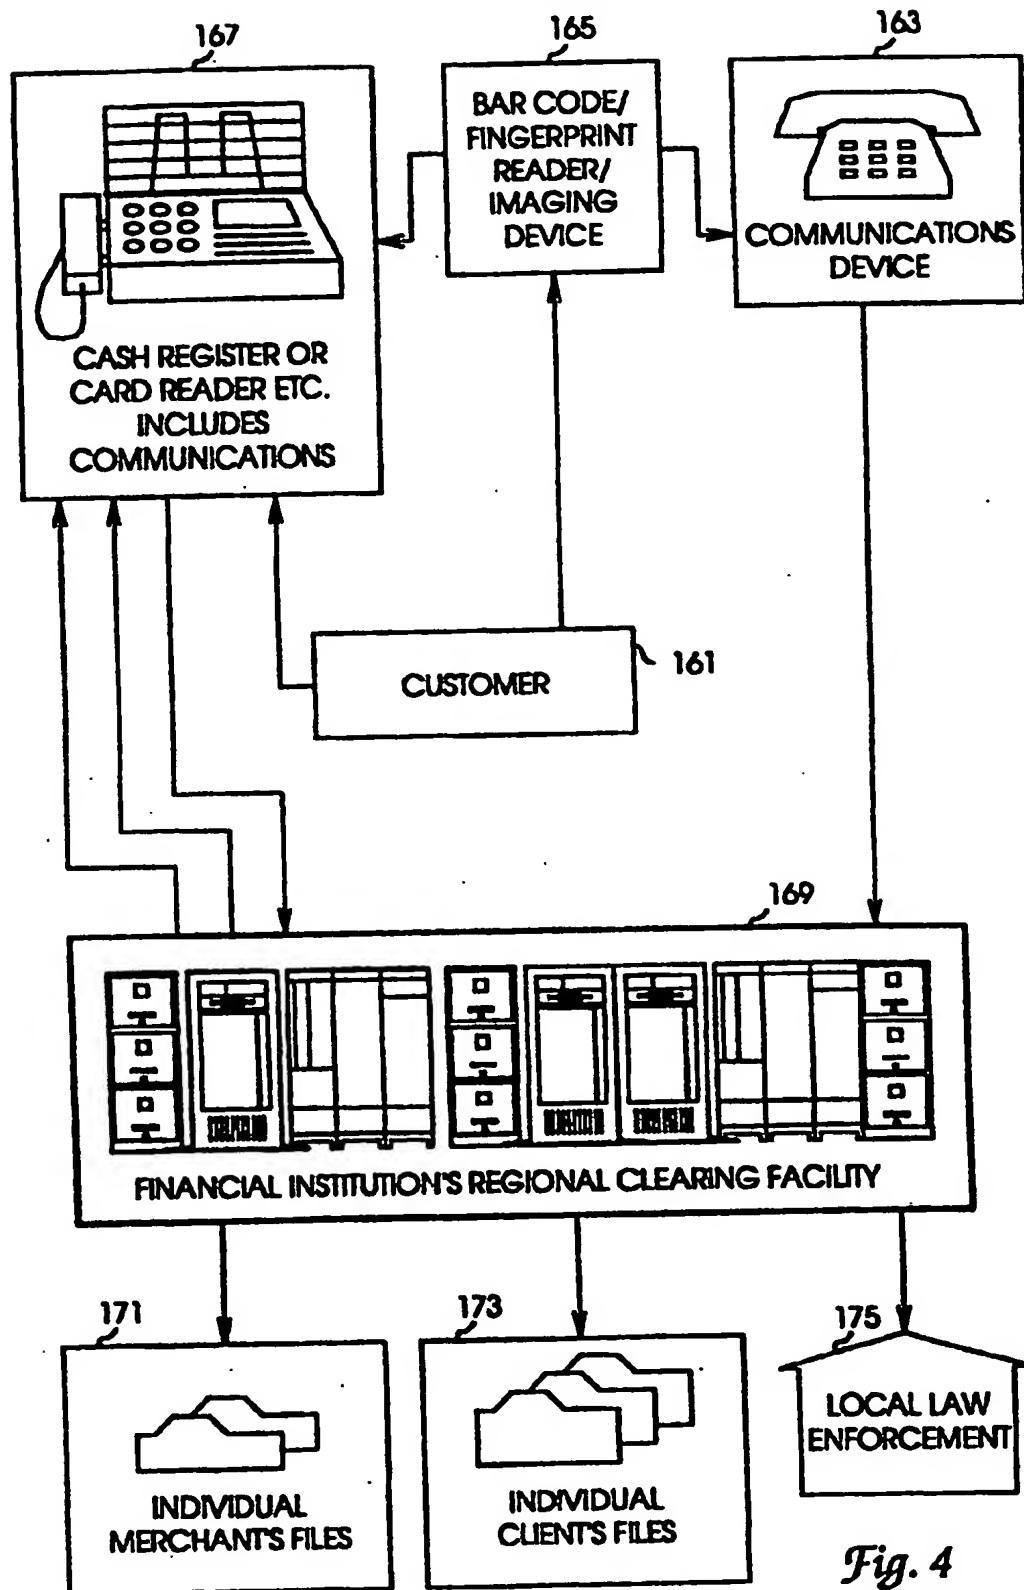 167
165
163
BAR CODE/
FINGERPRINT
READER/
IMAGING
DEVICE
COMMUNICATIONS
DEVICE
CASH REGISTER OR
CARD READER ETC.
INCLUDES
COMMUNICATIONS
CUSTOMER
161
169
FINANCIAL INSTITUTION'S REGIONAL CLEARING FACILITY
171
173
175
INDIVIDUAL
MERCHANT'S FILES
INDIVIDUAL
CLIENT'S FILES
LOCAL LAW
ENFORCEMENT
Fig. 4